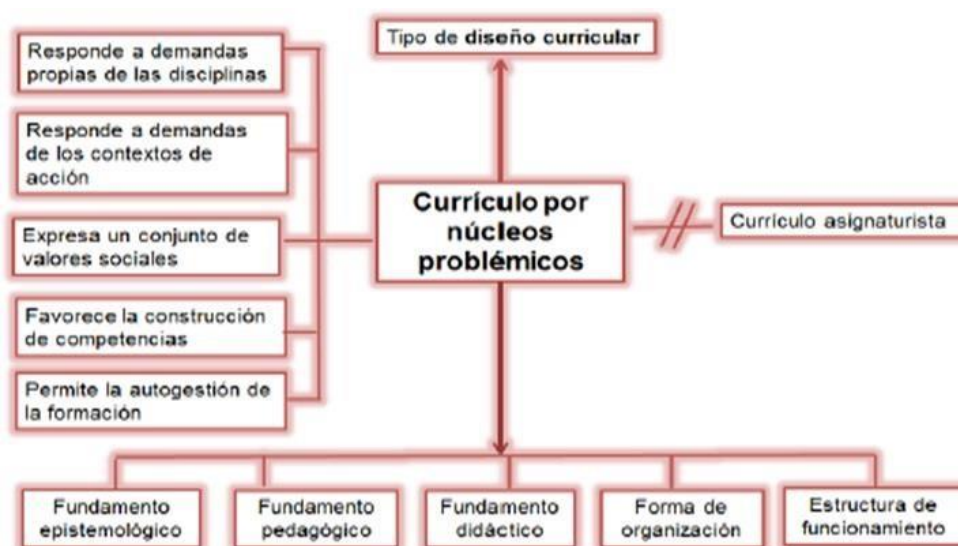 Tipo de diseño curricular
Responde a demandas
propias de las disciplinas
Responde a demandas
de los contextos de
acción
Expresa un conjunto de
valores sociales
Favorece la construcción
de competencias
Permite la autogestión de
la formación
Currículo por
núcleos
problémicos
Currículo asignaturista
Fundamento
epistemológico
Fundamento
pedagógico
Fundamento
didáctico
Forma de
organización
Estructura de
funcionamiento